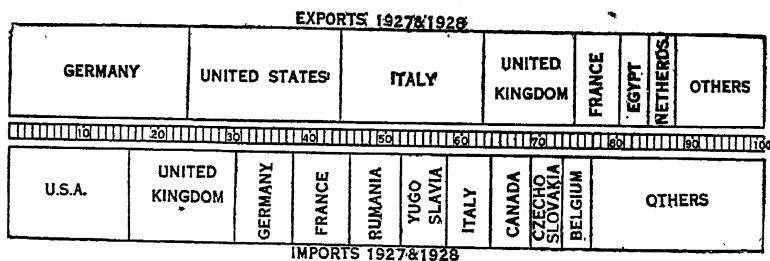 EXPORTS 1927&1928
GERMANY
UNITED STATES
ITALY
UNITED
KINGDOM
FRANCE
EGYPT
NETHERDS.
OTHERS
10 20 30 40 50 60 70 80 90 100
U.S.A.
UNITED
KINGDOM
GERMANY
FRANCE
RUMANIA
YUGO
SLAVIA
ITALY
CANADA
CZECHO
SLOVAKIA
BELGIUM
OTHERS
IMPORTS 1927&1928